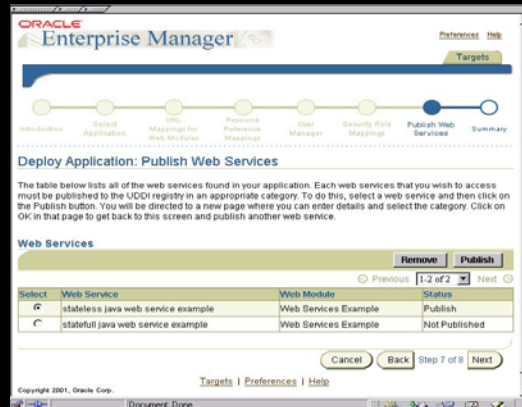 ORACLE
Enterprise Manager
Preferences Help
Targets
Introduction
Select Application
URL Mappings for Web Modules
Resource Reference Mappings
User Manager
Security Role Mappings
Publish Web Services
Summary
Deploy Application: Publish Web Services
The table below lists all of the web services found in your application. Each web services that you wish to access
must be published to the UDDI registry in an appropriate category. To do this, select a web service and then click on
the Publish button. You will be directed to a new page where you can enter details and select the category. Click on
OK in that page to get back to this screen and publish another web service.
Web Services
Remove Publish
Previous 1-2 of 2 Next
Select Web Service Web Module Status
stateless java web service example Web Services Example Publish
statefull java web service example Web Services Example Not Published
Cancel Back Step 7 of 8 Next
Targets | Preferences | Help
Copyright 2001, Oracle Corp.
Document: Done